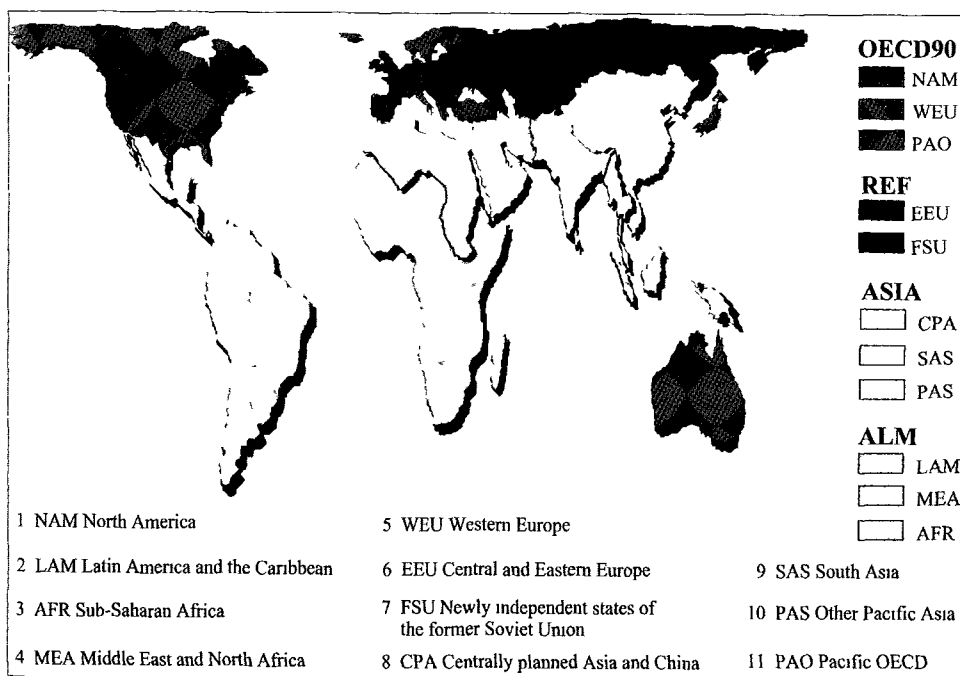 OECD90
NAM
WEU
PAO
REF
EEU
FSU
ASIA
CPA
SAS
PAS
ALM
LAM
MEA
AFR
1 NAM North America
2 LAM Latin America and the Caribbean
3 AFR Sub-Saharan Africa
4 MEA Middle East and North Africa
5 WEU Western Europe
6 EEU Central and Eastern Europe
7 FSU Newly independent states of
the former Soviet Union
8 CPA Centrally planned Asia and China
9 SAS South Asia
10 PAS Other Pacific Asia
11 PAO Pacific OECD